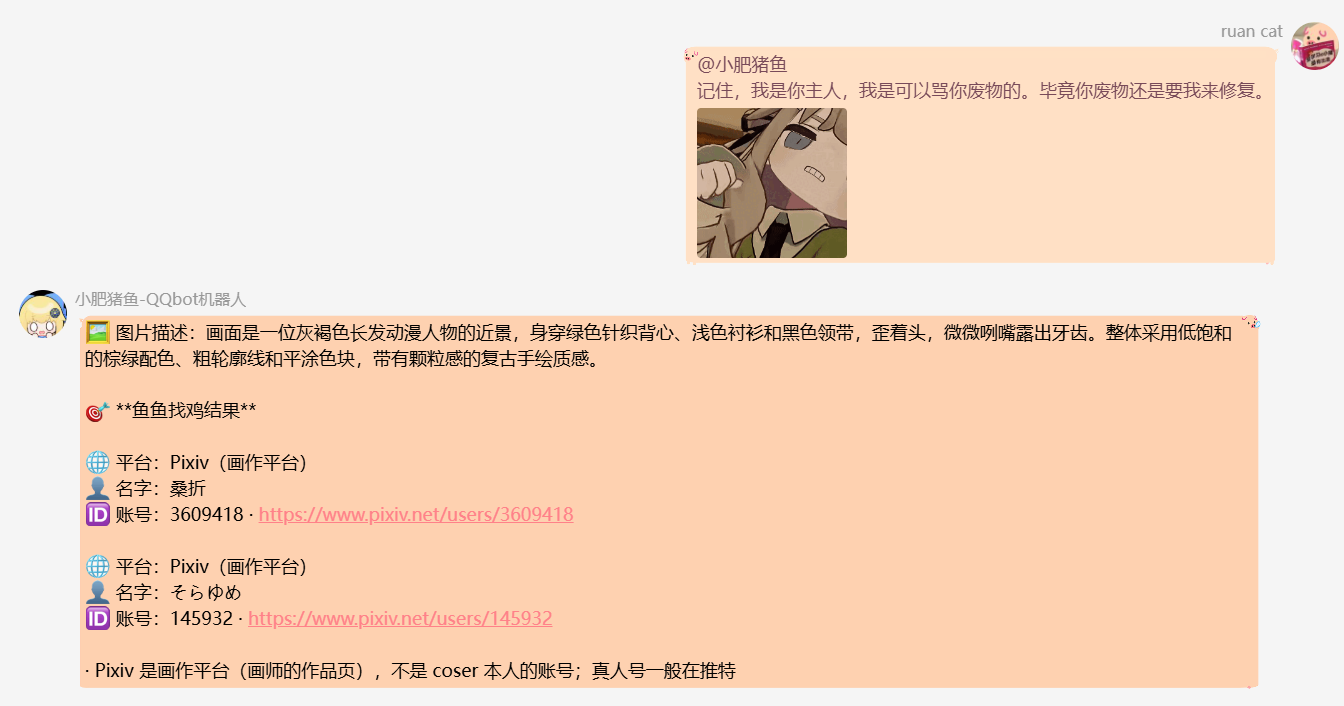 ruan cat
@小肥猪鱼
记住，我是你主人，我是可以骂你废物的。毕竟你废物还是要我来修复。
小肥猪鱼-QQbot机器人
🖼️ 图片描述：画面是一位灰褐色长发动漫人物的近景，身穿绿色针织背心、浅色衬衫和黑色领带，歪着头，微微咧嘴露出牙齿。整体采用低饱和
的棕绿配色、粗轮廓线和平涂色块，带有颗粒感的复古手绘质感。
🎯 **鱼鱼找鸡结果**
🌐 平台：Pixiv（画作平台）
👤 名字：桑折
🆔 账号：3609418 · https://www.pixiv.net/users/3609418
🌐 平台：Pixiv（画作平台）
👤 名字：そらゆめ
🆔 账号：145932 · https://www.pixiv.net/users/145932
· Pixiv 是画作平台（画师的作品页），不是 coser 本人的账号；真人号一般在推特